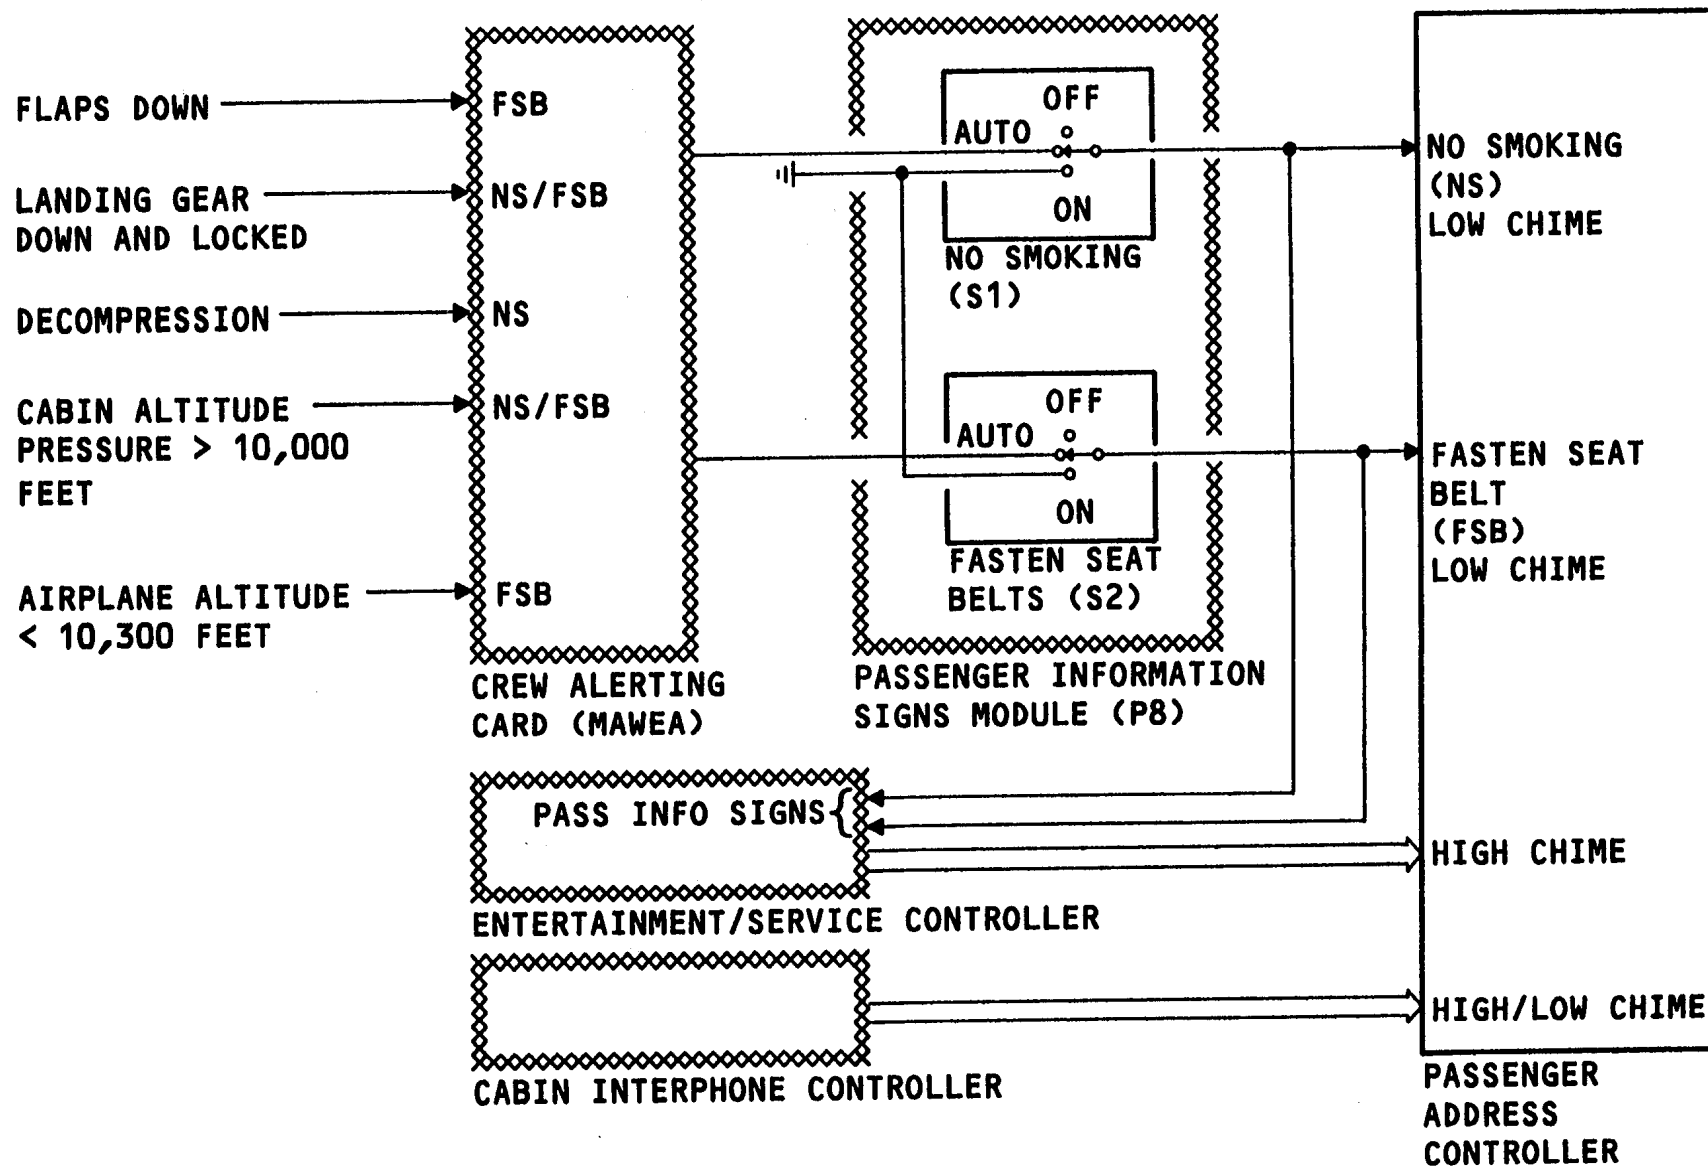 FLAPS DOWN
FSB
LANDING GEAR
DOWN AND LOCKED
NS/FSB
DECOMPRESSION
NS
CABIN ALTITUDE
PRESSURE > 10,000
FEET
NS/FSB
AIRPLANE ALTITUDE
< 10,300 FEET
FSB
CREW ALERTING
CARD (MAWEA)
OFF
AUTO
ON
NO SMOKING
(S1)
OFF
AUTO
ON
FASTEN SEAT
BELTS (S2)
PASSENGER INFORMATION
SIGNS MODULE (P8)
NO SMOKING
(NS)
LOW CHIME
FASTEN SEAT
BELT
(FSB)
LOW CHIME
PASS INFO SIGNS
HIGH CHIME
ENTERTAINMENT/SERVICE CONTROLLER
HIGH/LOW CHIME
CABIN INTERPHONE CONTROLLER
PASSENGER
ADDRESS
CONTROLLER